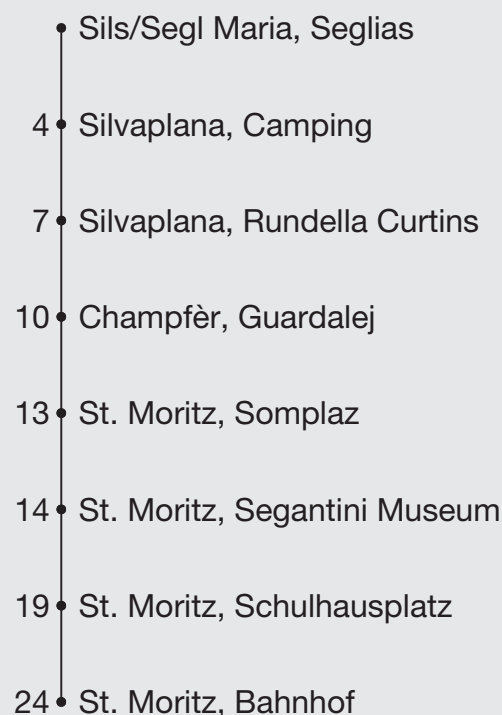 Sils/Segl Maria, Seglias
4 Silvaplana, Camping
7 Silvaplana, Rundella Curtins
10 Champfèr, Guardalej
13 St. Moritz, Somplaz
14 St. Moritz, Segantini Museum
19 St. Moritz, Schulhausplatz
24 St. Moritz, Bahnhof